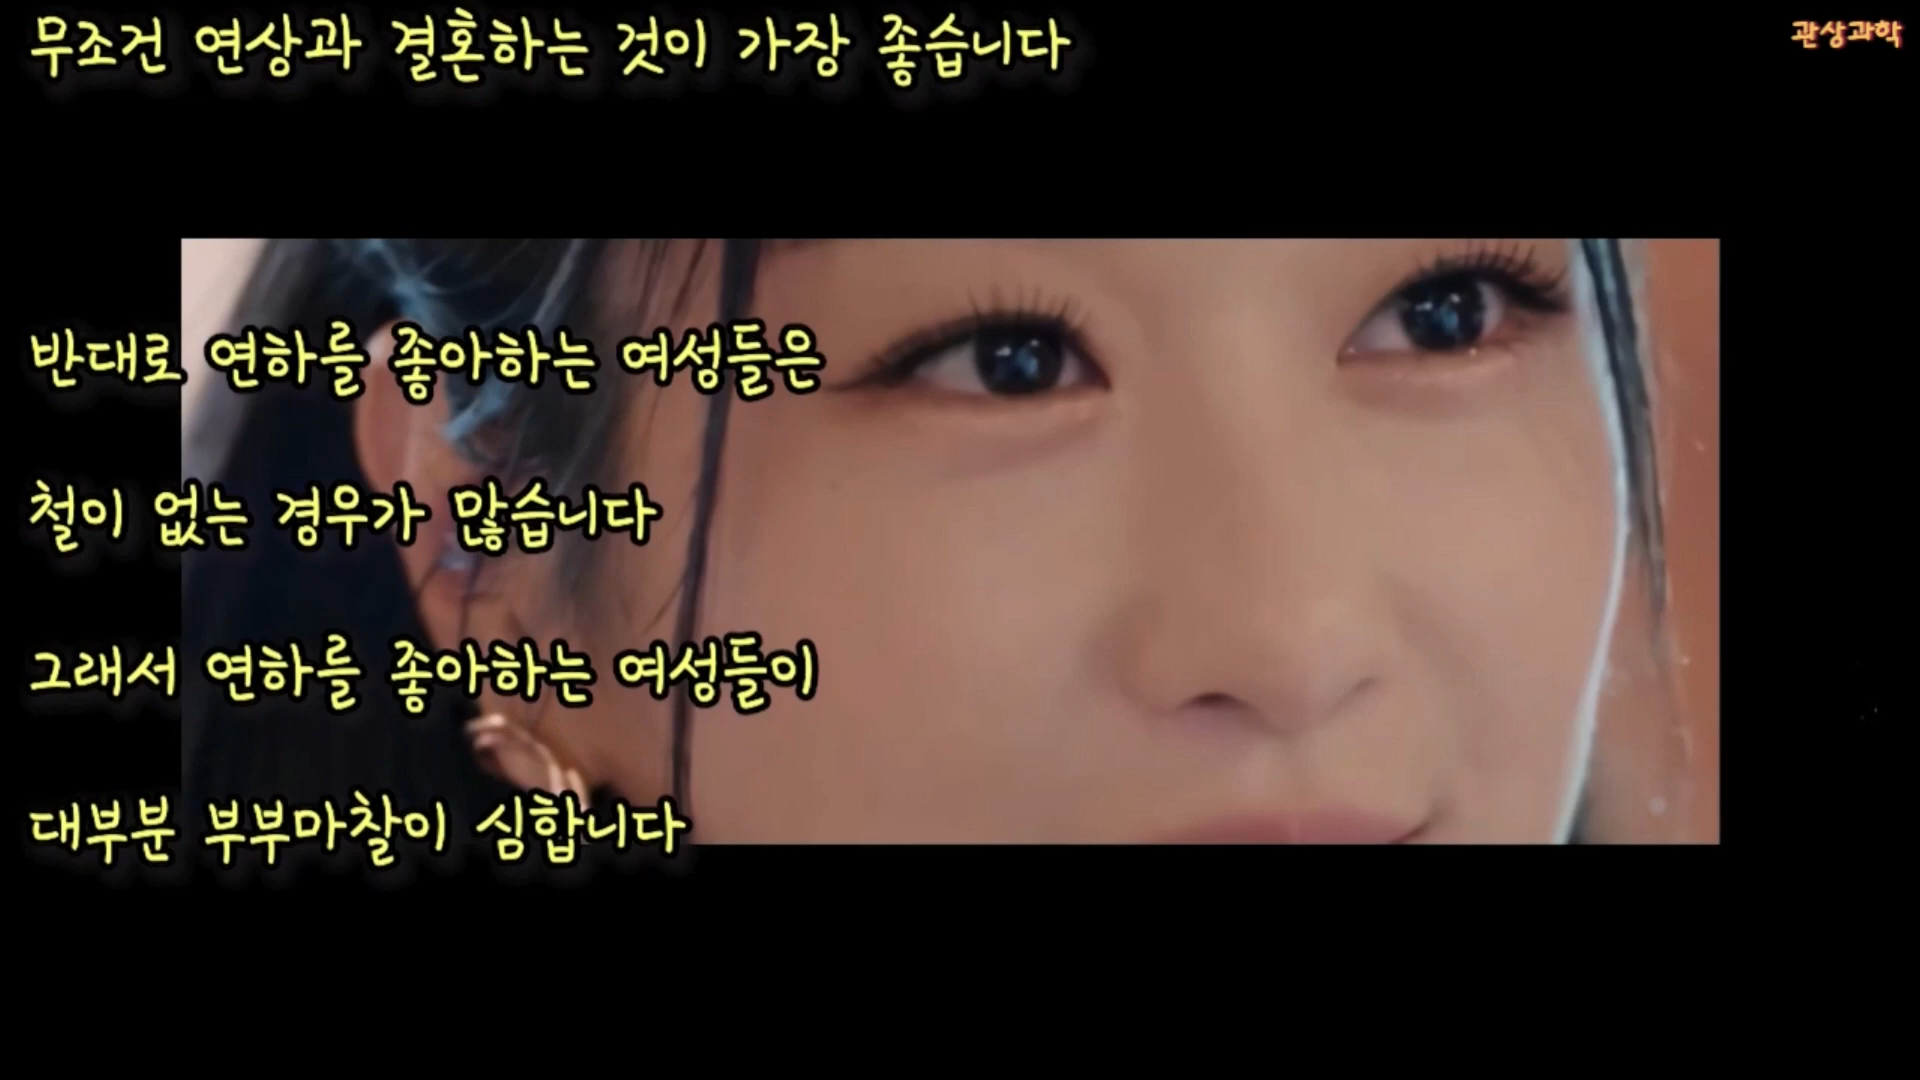 무조건 연상과 결혼하는 것이 가장 좋습니다
관상과학
반대로 연하를 좋아하는 여성들은
철이 없는 경우가 많습니다
그래서 연하를 좋아하는 여성들이
대부분 부부마찰이 심합니다